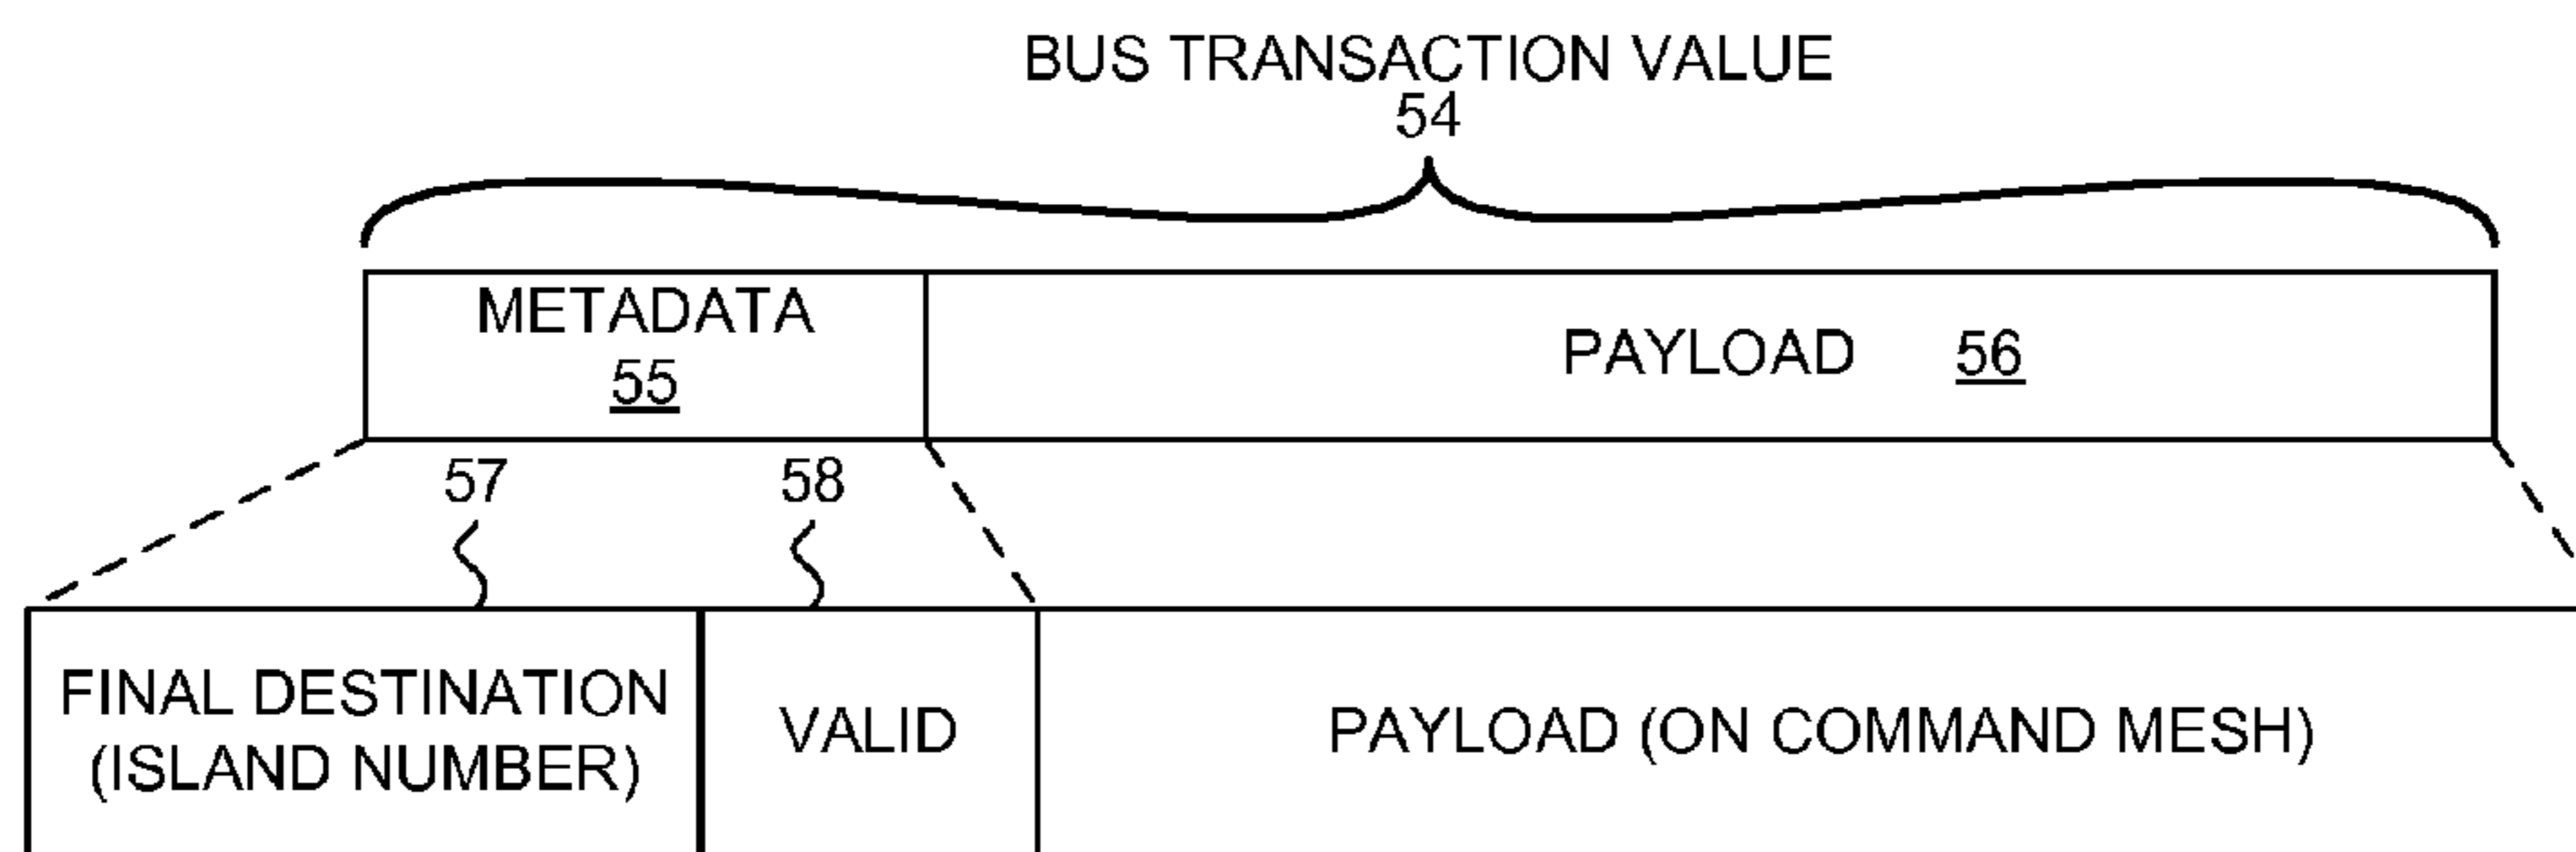 BUS TRANSACTION VALUE
54
METADATA
55
PAYLOAD 56
57 58
FINAL DESTINATION
(ISLAND NUMBER)
VALID
PAYLOAD (ON COMMAND MESH)